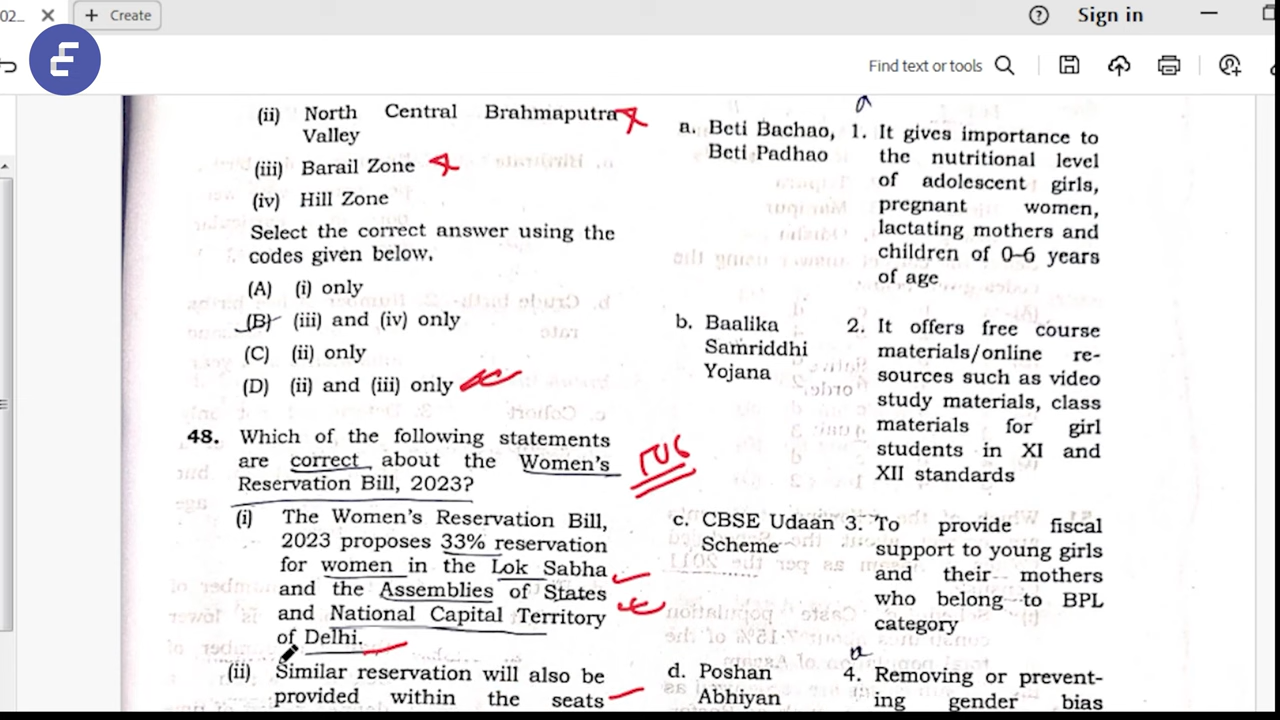 02...
Create
Sign in
E
Find text or tools
(ii) North Central Brahmaputra
Valley
(iii) Barail Zone
(iv) Hill Zone
Select the correct answer using the
codes given below.
(A) (i) only
(B) (iii) and (iv) only
(C) (ii) only
(D) (ii) and (iii) only
48. Which of the following statements
are correct about the Women's
Reservation Bill, 2023?
106
(i) The Women's Reservation Bill,
2023 proposes 33% reservation
for women in the Lok Sabha
and the Assemblies of States
and National Capital Territory
of Delhi.
(ii) Similar reservation will also be
provided within the seats
a. Beti Bachao,
Beti Padhao
1. It gives importance to
the nutritional level
of adolescent girls,
pregnant women,
lactating mothers and
children of 0-6 years
of age
b. Baalika
Samriddhi
Yojana
2. It offers free course
materials/online re-
sources such as video
study materials, class
materials for girl
students in XI and
XII standards
c. CBSE Udaan
Scheme
3. To provide fiscal
support to young girls
and their mothers
who belong to BPL
category
d. Poshan
Abhiyan
4. Removing or prevent-
ing gender bias